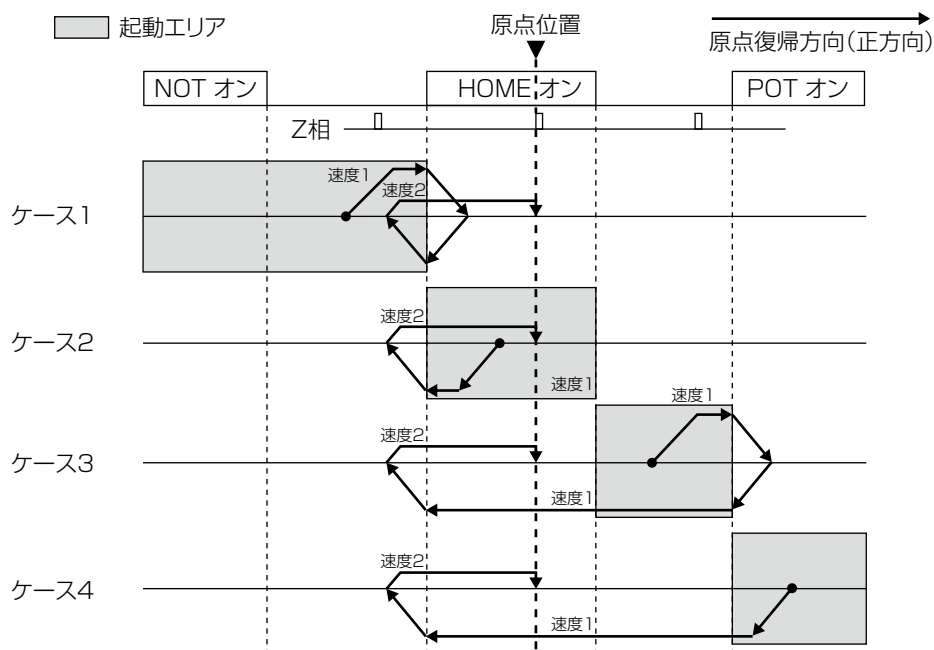 起動エリア
原点位置
原点復帰方向(正方向)
NOT オン
HOME オン
POT オン
Z相
ケース1
速度1
速度2
ケース2
速度2
速度1
ケース3
速度1
速度2
速度1
ケース4
速度2
速度1